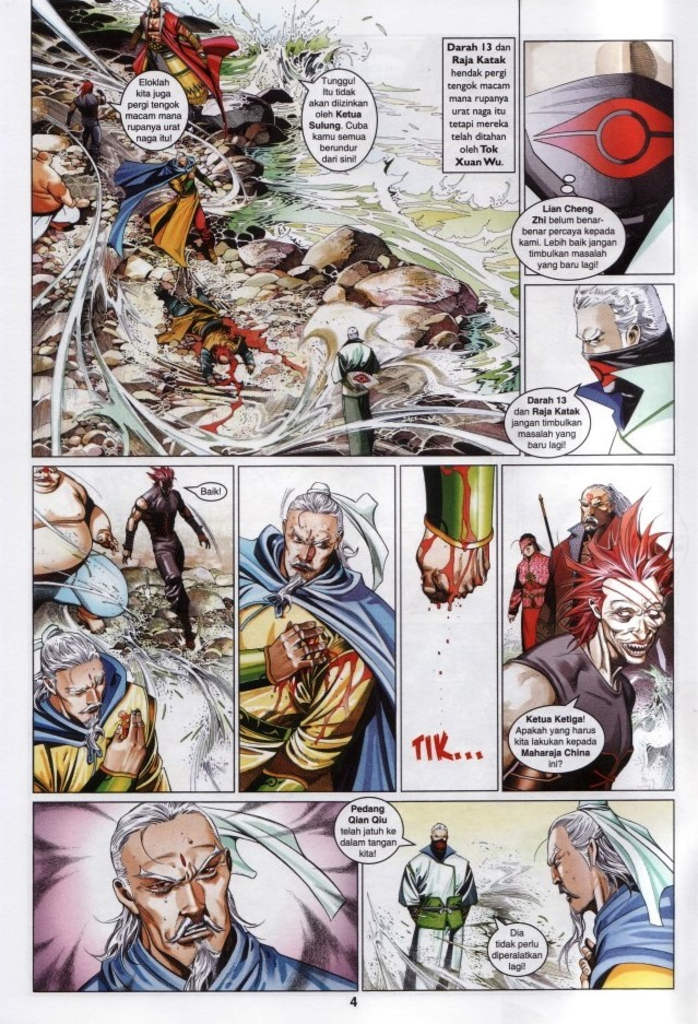 Eloklah
kita juga
pergi tengok
macam mana
rupanya urat
naga itu!
Tunggu!
Itu tidak
akan diizinkan
oleh Ketua
Sulung. Cuba
kamu semua
berundur
dari sini!
Darah 13 dan
Raja Katak
hendak pergi
tengok macam
mana rupanya
urat naga itu
tetapi mereka
telah ditahan
oleh Tok
Xuan Wu.
Lian Cheng
Zhi belum benar-
benar pergi kepada
kami. Lebih baik jangan
timbulkan masalah
yang baru lagi!
Darah 13
dan Raja Katak
jangan timbulkan
masalah yang
baru lagi!
Baik!
TIK...
Ketua Ketiga!
Apakah yang harus
kita lakukan kepada
Maharaja China
ini?
Pedang
Qian Qiu
telah jatuh ke
dalam tangan
kita!
Dia
tidak perlu
diperalatkan
lagi!
4